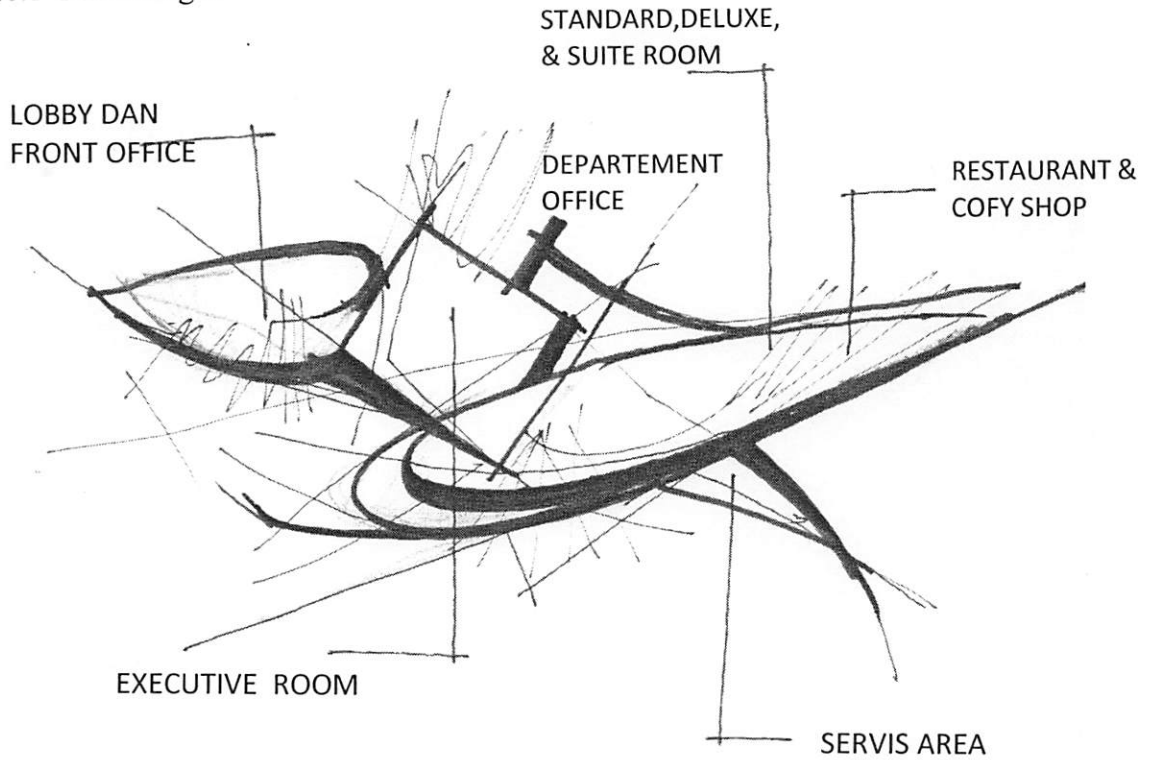 STANDARD,DELUXE,
& SUITE ROOM
LOBBY DAN
FRONT OFFICE
DEPARTEMENT
OFFICE
RESTAURANT &
COFY SHOP
EXECUTIVE ROOM
SERVIS AREA